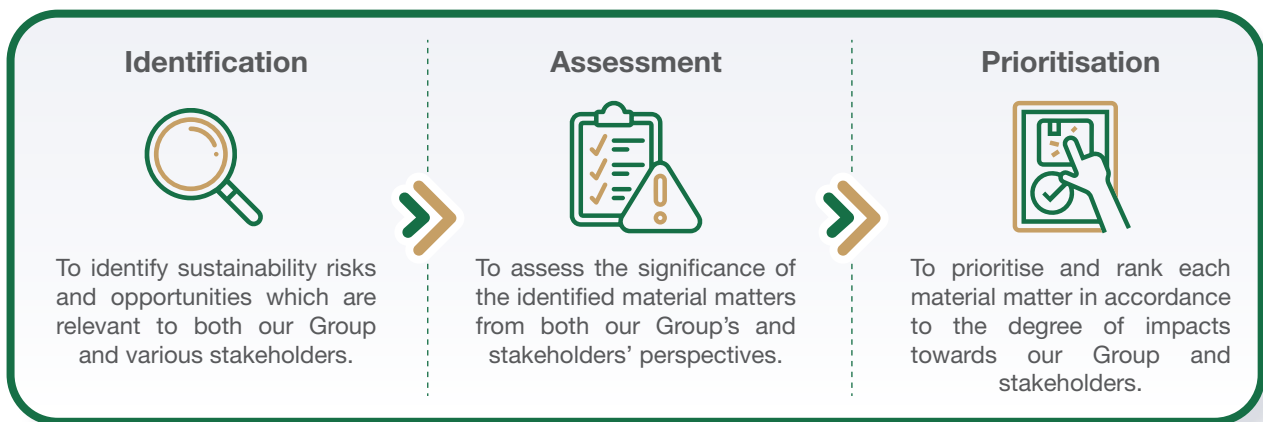 Identification
To identify sustainability risks
and opportunities which are
relevant to both our Group
and various stakeholders.
Assessment
To assess the significance of
the identified material matters
from both our Group's and
stakeholders' perspectives.
Prioritisation
To prioritise and rank each
material matter in accordance
to the degree of impacts
towards our Group and
stakeholders.